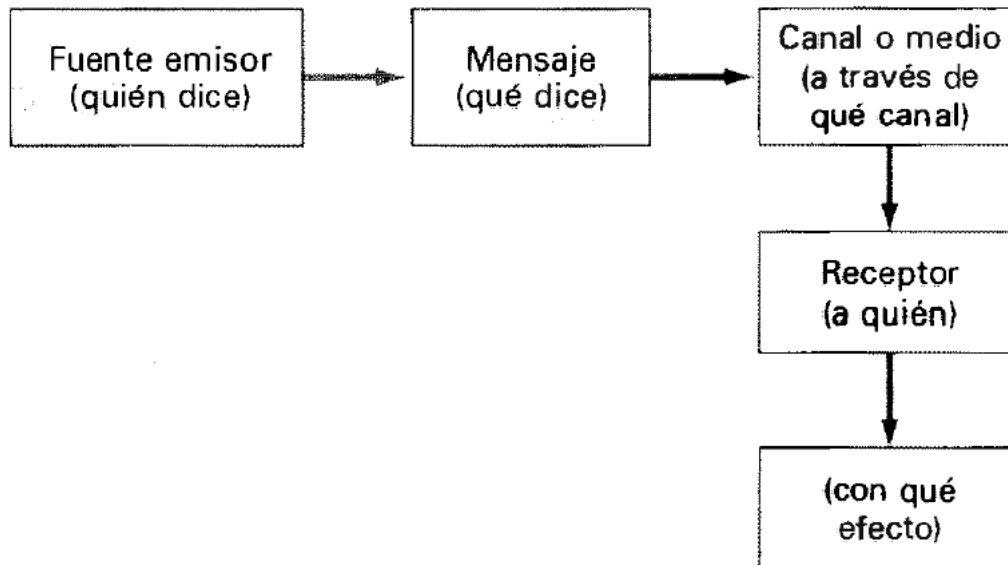 Fuente emisor
(quién dice)
Mensaje
(qué dice)
Canal o medio
(a través de
qué canal)
Receptor
(a quién)
(con qué
efecto)